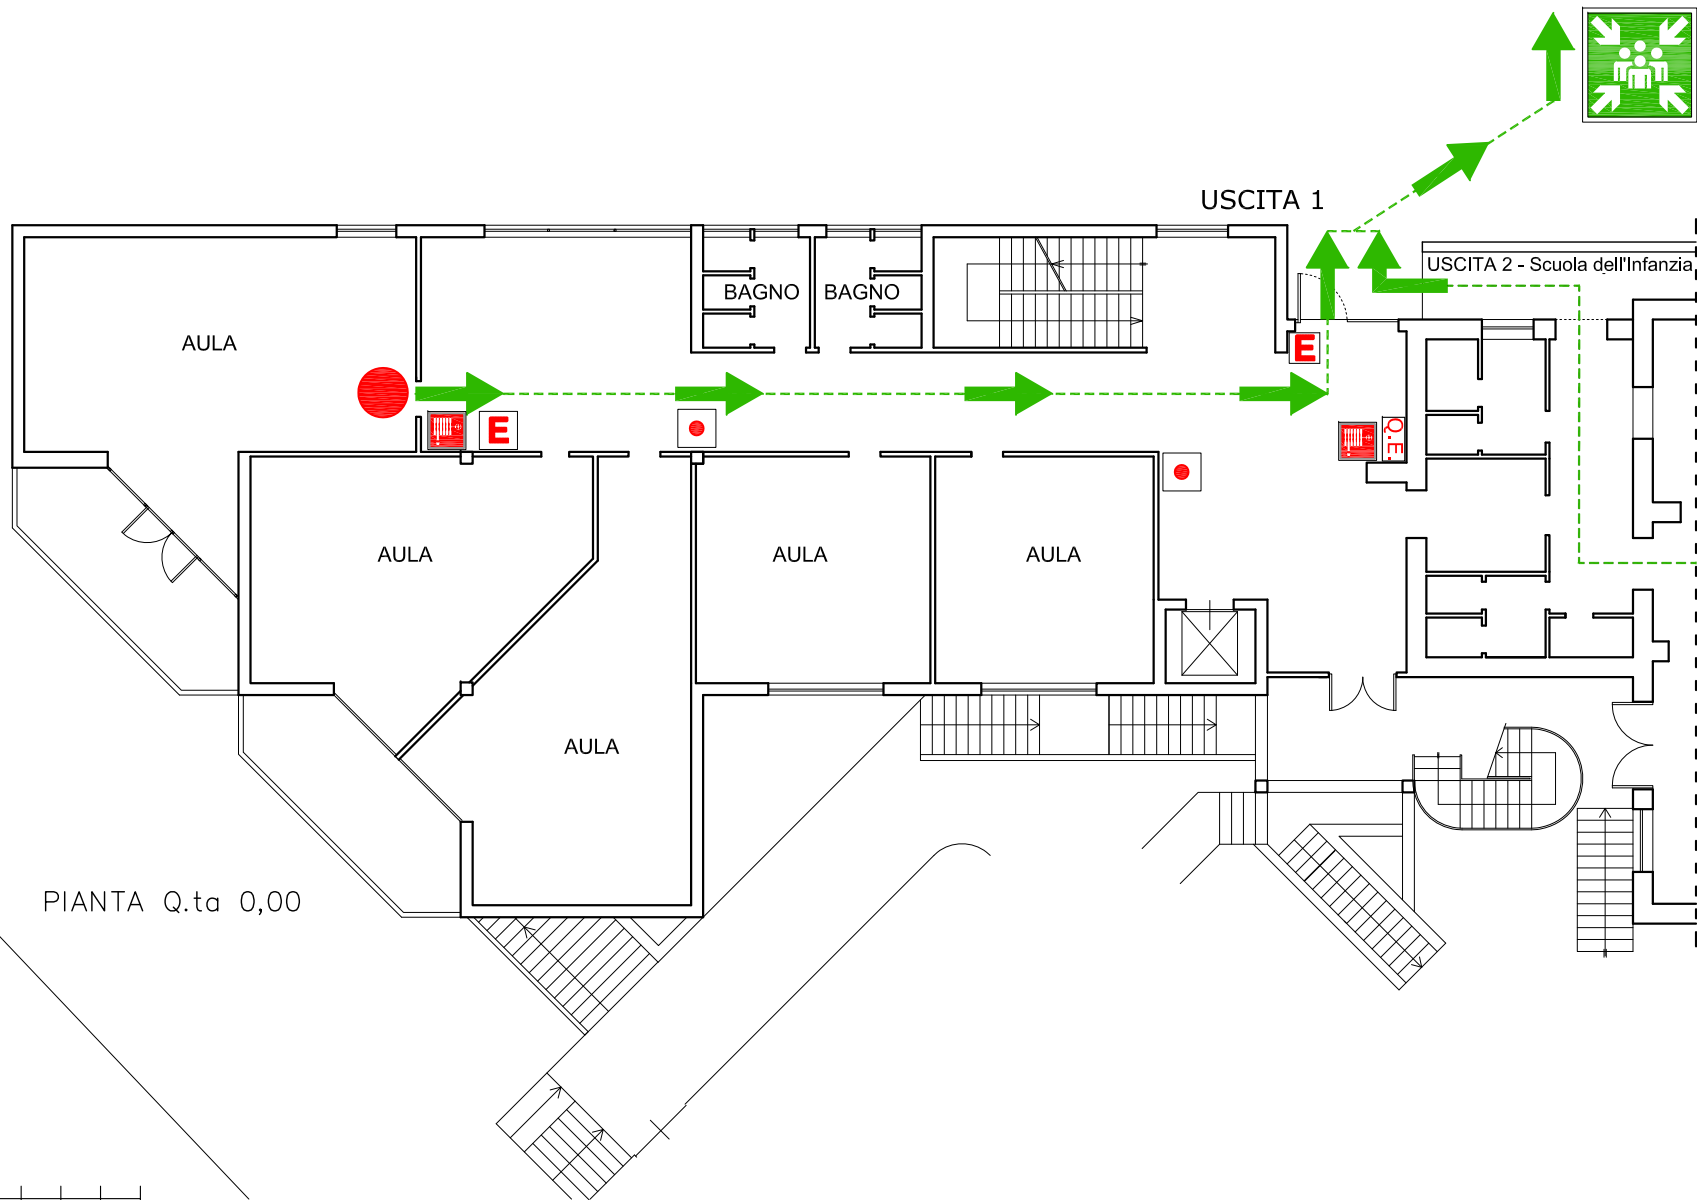 USCITA 1
USCITA 2 - Scuola dell'Infanzia
BAGNO
BAGNO
AULA
E
E
Q.E.
AULA
AULA
AULA
AULA
PIANTA Q.ta 0,00